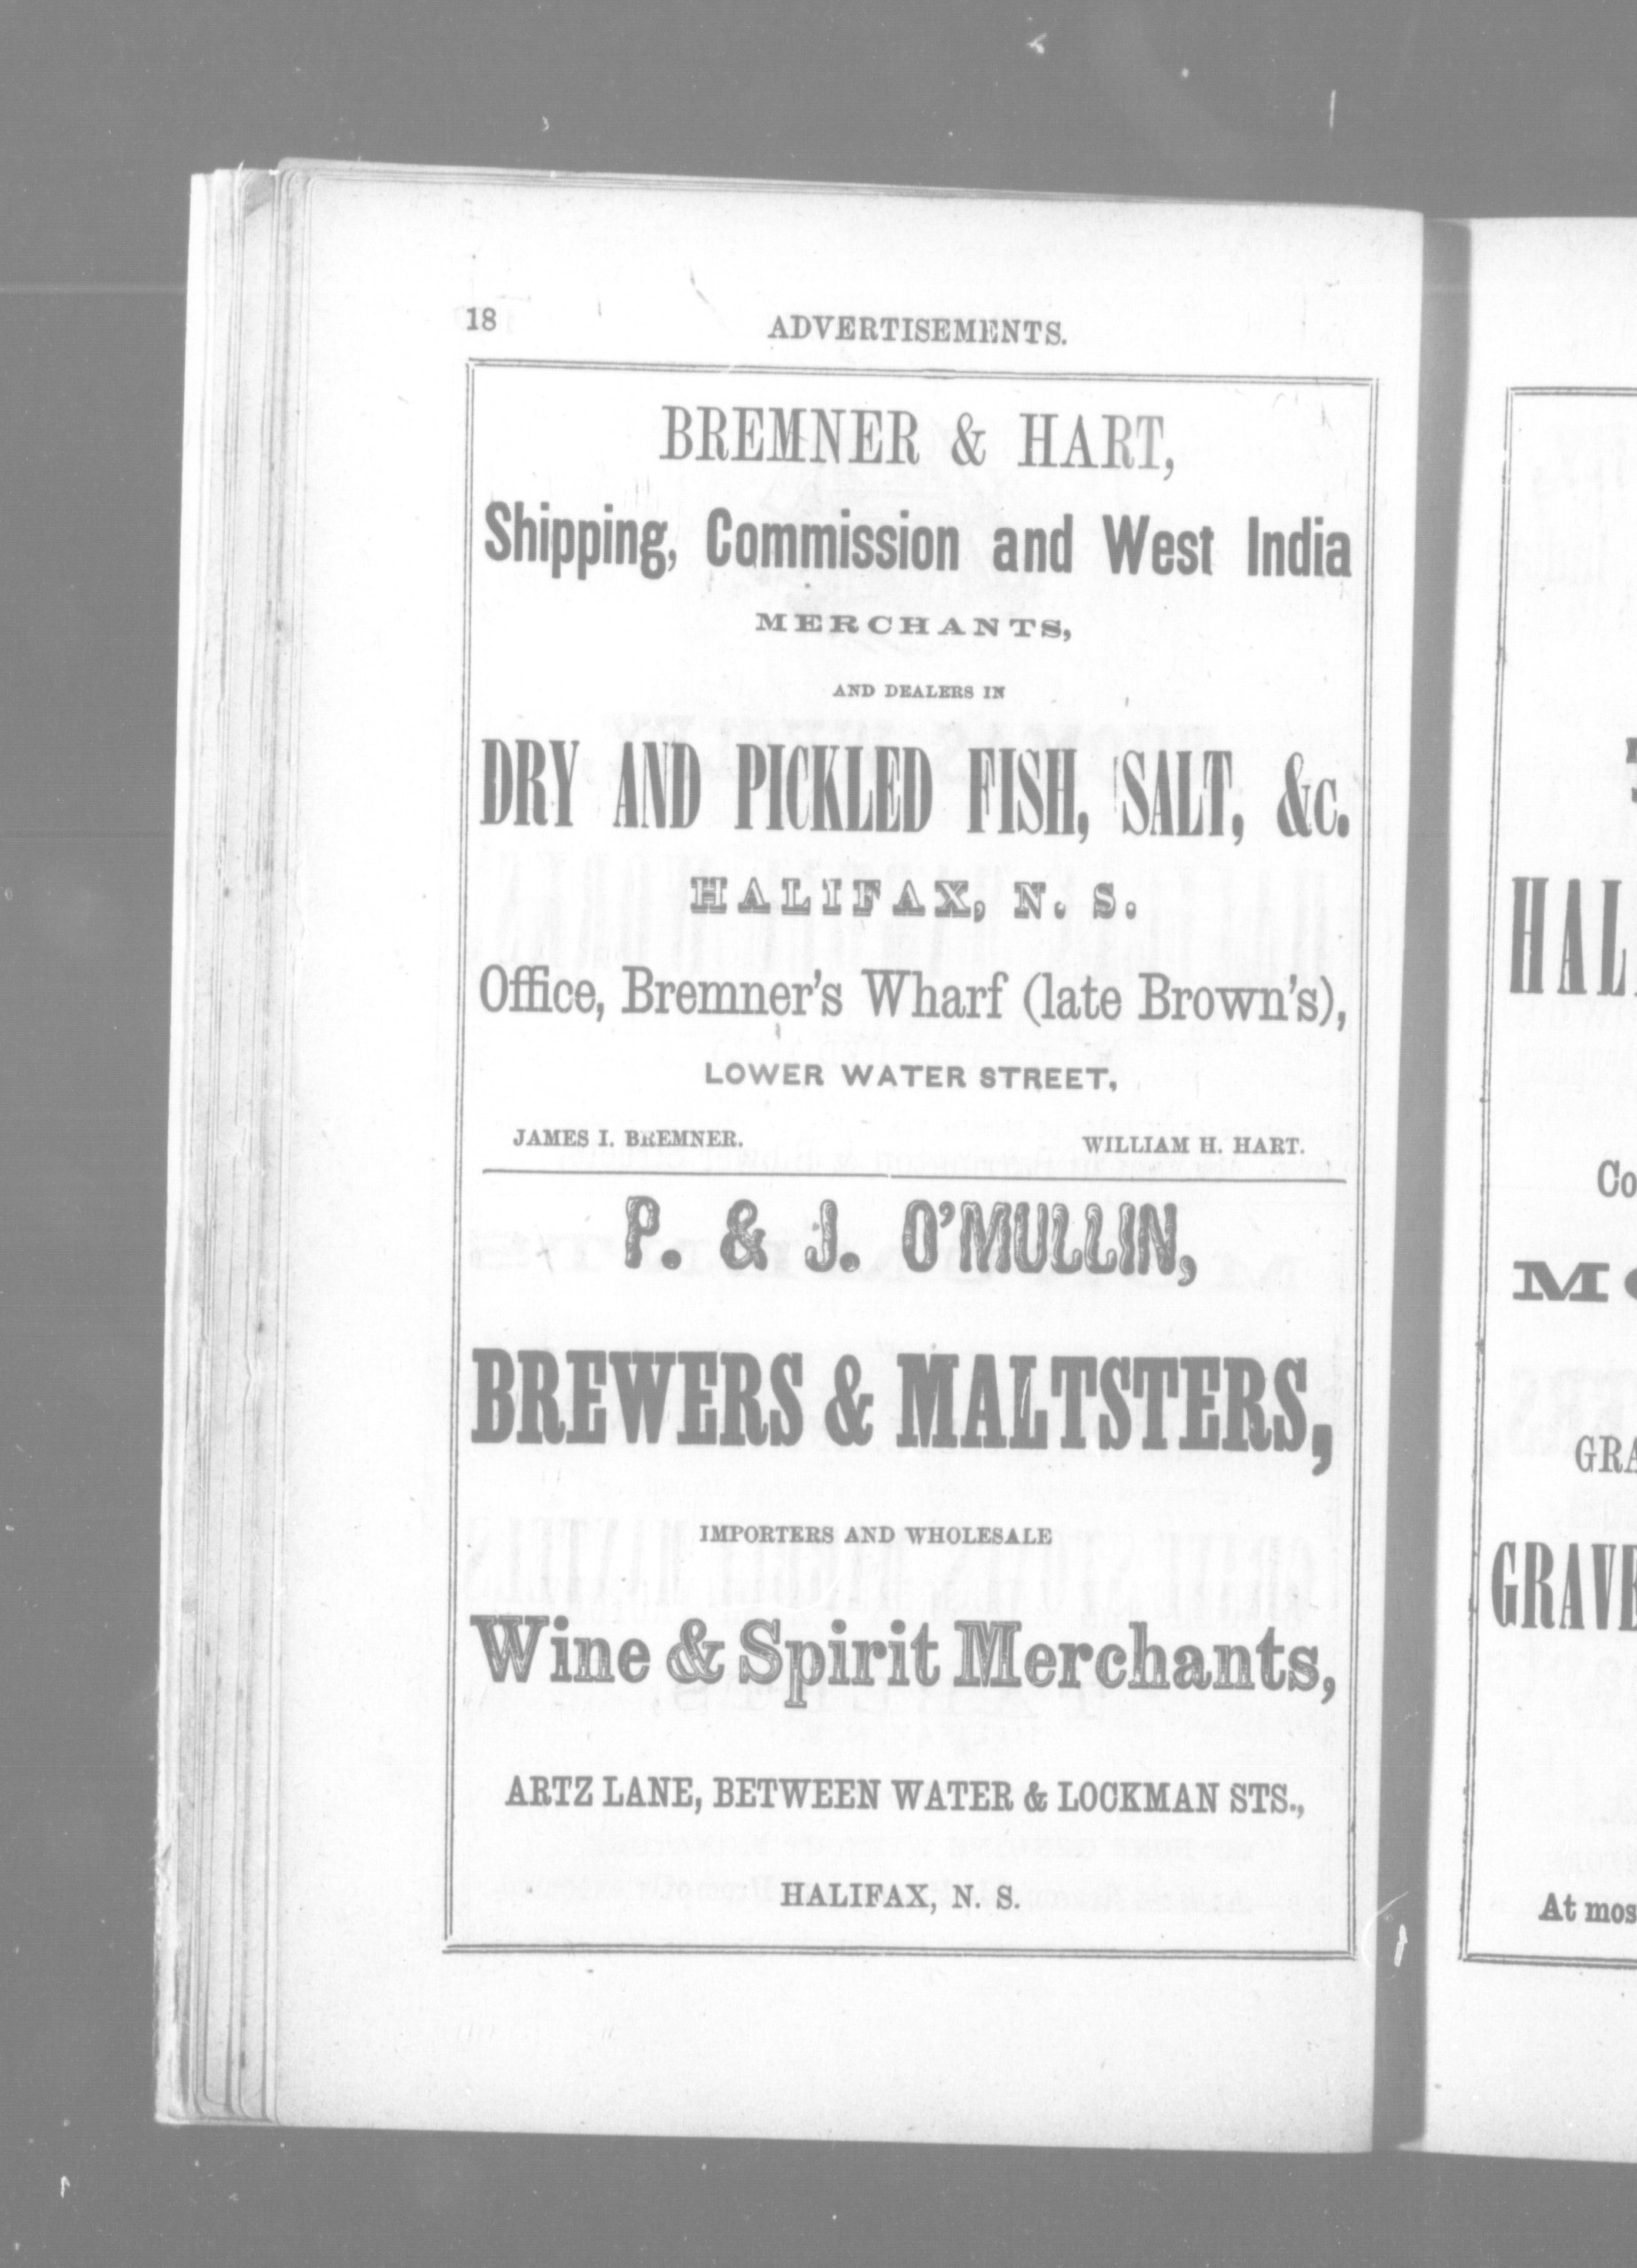 18
ADVERTISEMENTS.
BREMNER & HART,
Shipping, Commission and West India
MERCHANTS,
AND DEALERS IN
DRY AND PICKLED FISH, SALT, &c.
HALIFAX, N. S.
Office, Bremner's Wharf (late Brown's),
LOWER WATER STREET,
JAMES I. BREMNER. WILLIAM H. HART.
P. & J. O'MULLIN,
BREWERS & MALTSTERS,
IMPORTERS AND WHOLESALE
Wine & Spirit Merchants,
ARTZ LANE, BETWEEN WATER & LOCKMAN STS.,
HALIFAX, N. S.
HAL
Co
MO
GRA
GRAVE
At mos